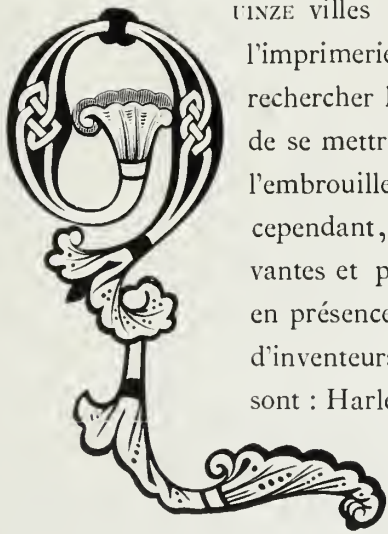 QUINZE villes
l'imprimerie
rechercher
de se mettr
l'embrouille
cependant,
vantes et p
en présence
d'inventeurs
sont : Harle